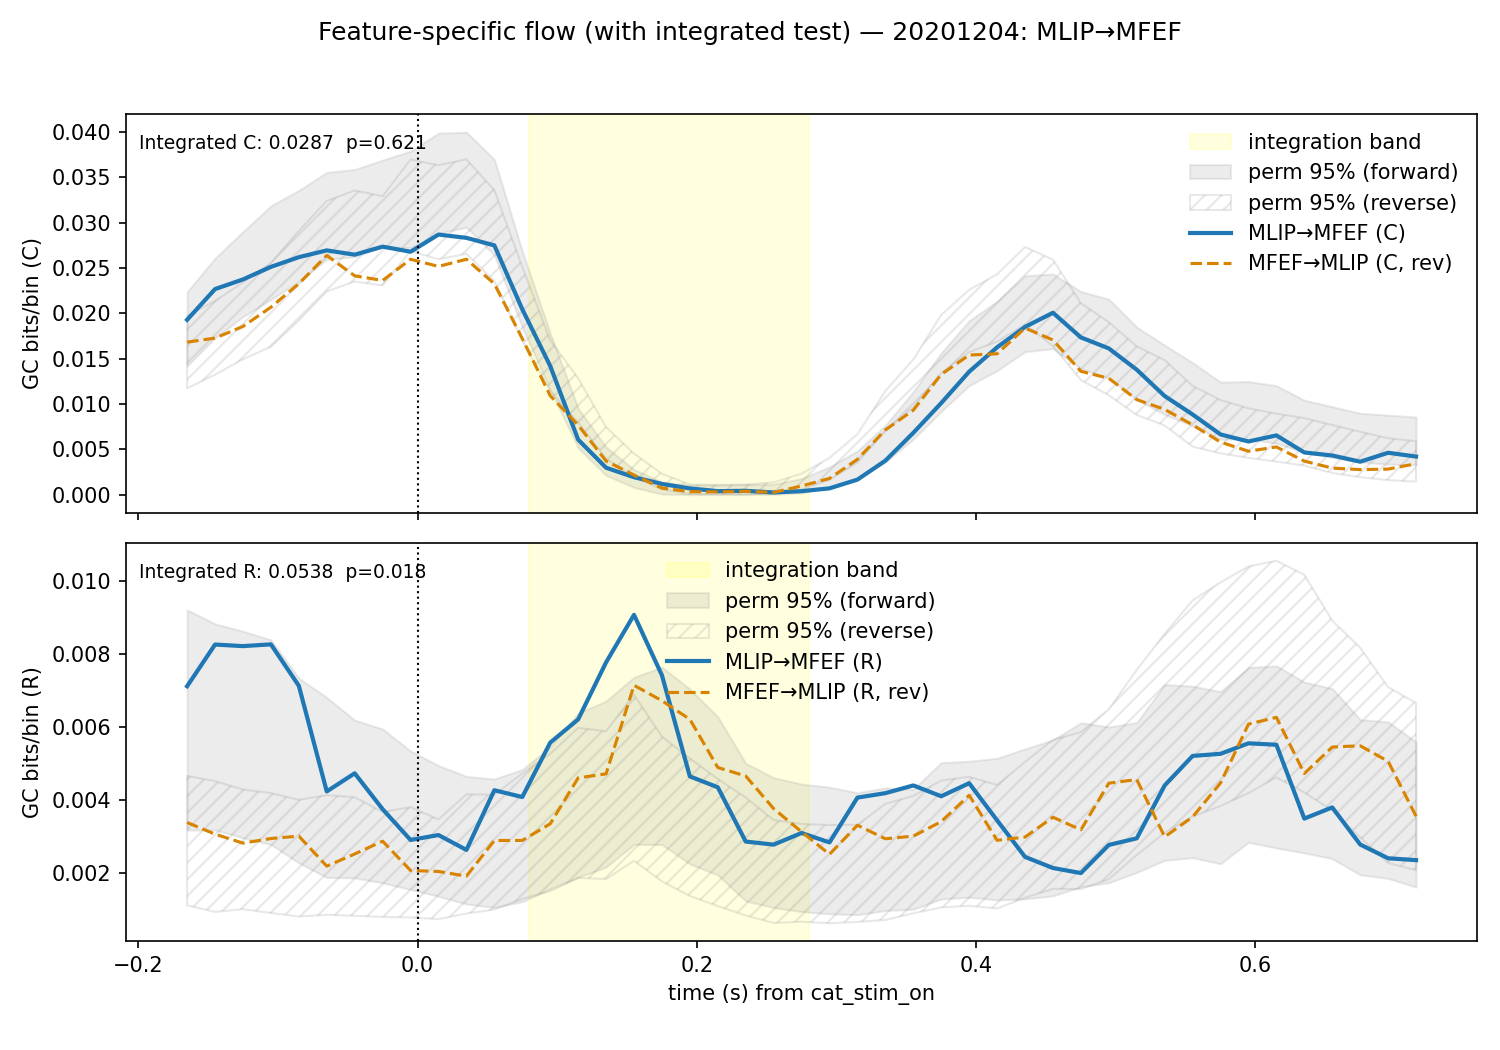 Feature-specific flow (with integrated test) — 20201204: MLIP→MFEF
Integrated C: 0.0287  p=0.621
integration band
perm 95% (forward)
perm 95% (reverse)
MLIP→MFEF (C)
MFEF→MLIP (C, rev)
GC bits/bin (C)
0.040
0.035
0.030
0.025
0.020
0.015
0.010
0.005
0.000
Integrated R: 0.0538  p=0.018
integration band
perm 95% (forward)
perm 95% (reverse)
MLIP→MFEF (R)
MFEF→MLIP (R, rev)
GC bits/bin (R)
0.010
0.008
0.006
0.004
0.002
−0.2
0.0
0.2
0.4
0.6
time (s) from cat_stim_on